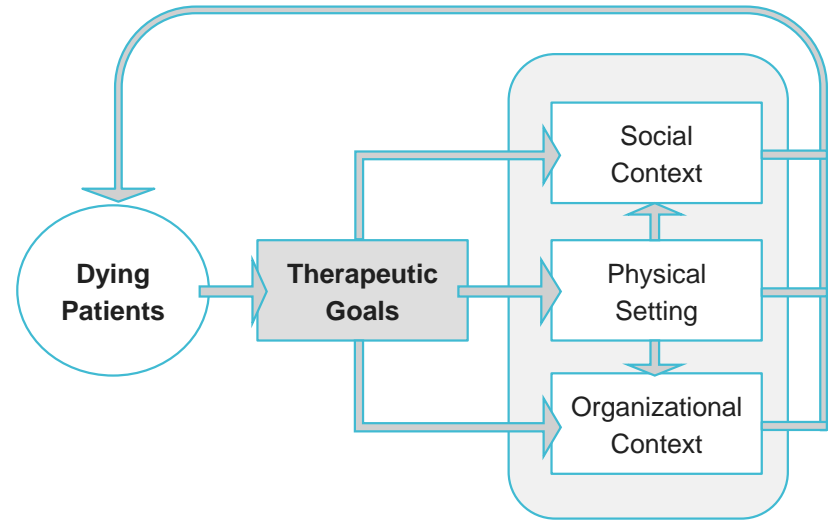 Dying
Patients
Therapeutic
Goals
Social
Context
Physical
Setting
Organizational
Context